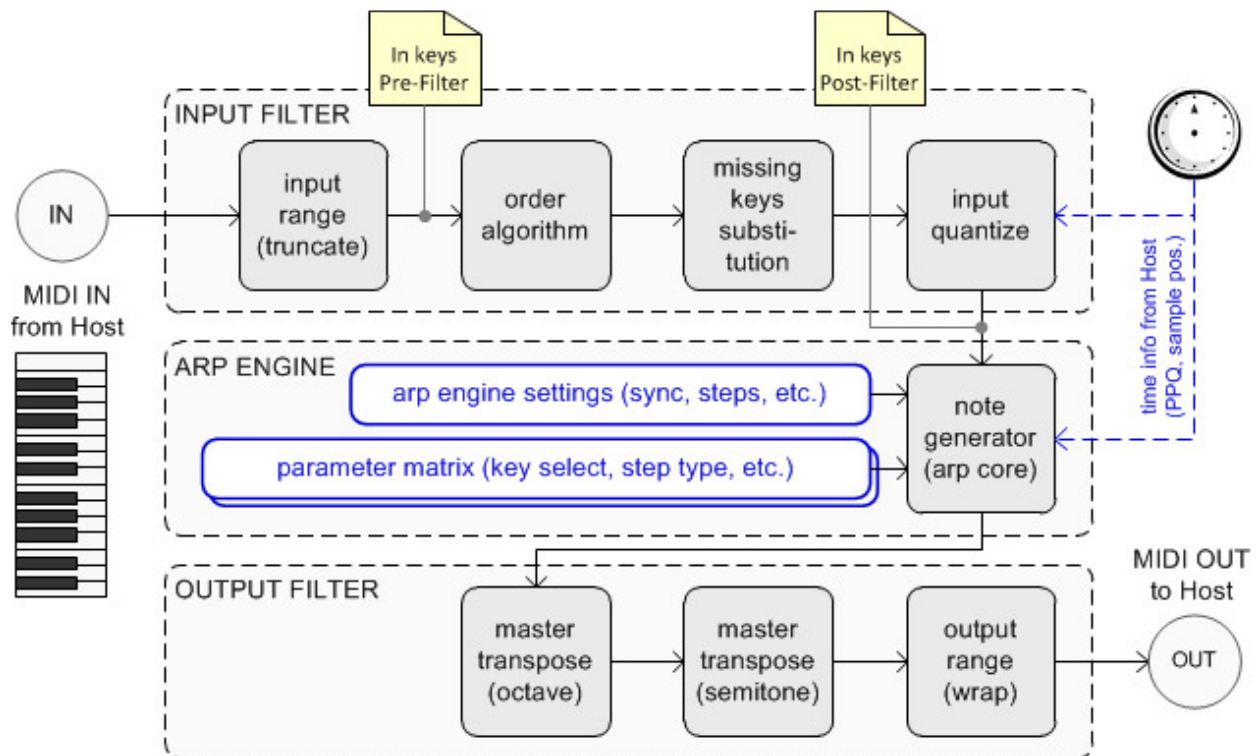 In keys
Pre-Filter
In keys
Post-Filter
INPUT FILTER
input
range
(truncate)
order
algorithm
missing
keys
substi-
tution
input
quantize
IN
MIDI IN
from Host
time info from Host
(PPQ, sample pos.)
ARP ENGINE
arp engine settings (sync, steps, etc.)
parameter matrix (key select, step type, etc.)
note
generator
(arp core)
OUTPUT FILTER
master
transpose
(octave)
master
transpose
(semitone)
output
range
(wrap)
MIDI OUT
to Host
OUT